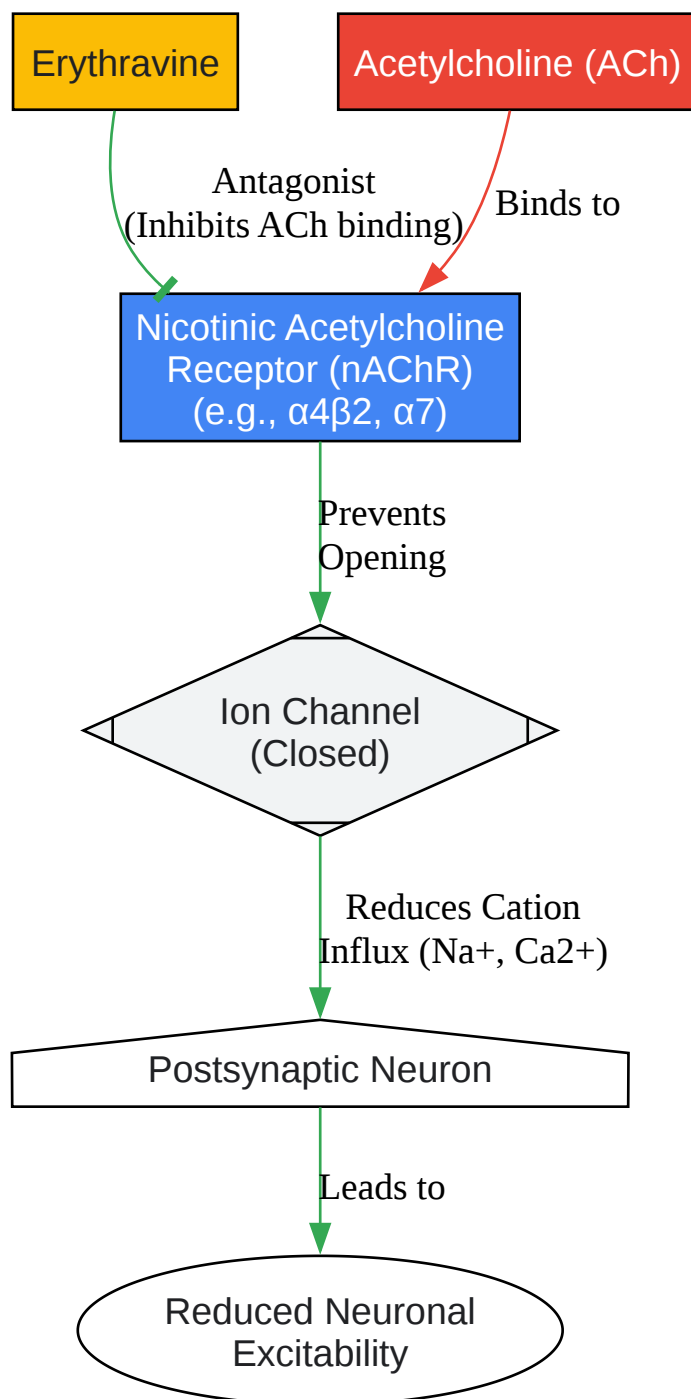 Erythravine
Acetylcholine (ACh)
Antagonist
(Inhibits ACh binding)
Binds to
Nicotinic Acetylcholine
Receptor (nAChR)
(e.g., α4β2, α7)
Prevents
Opening
Ion Channel
(Closed)
Reduces Cation
Influx (Na+, Ca2+)
Postsynaptic Neuron
Leads to
Reduced Neuronal
Excitability